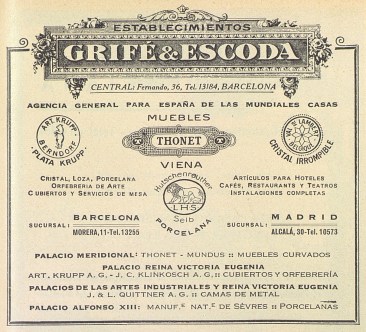 ESTABLECIMIENTOS
GRIFÉ & ESCODA
CENTRAL: Fernando, 36, Tel. 13184, BARCELONA
AGENCIA GENERAL PARA ESPAÑA DE LAS MUNDIALES CASAS
MUEBLES
THONET
VIENA
ART. KRUPP
BERNDORF
PLATA KRUPP
CRISTAL, LOZA, PORCELANA
ORFEBRERIA DE ARTE
CUBIERTOS Y SERVICIOS DE MESA
Hutschenreuther
LHS
Selb
PORCELANA
VAL ST LAMBERT
BELGIQUE
CRISTAL IRROMPIBLE
ARTÍCULOS PARA HOTELES
CAFÉS, RESTAURANTS Y TEATROS
INSTALACIONES COMPLETAS
BARCELONA
SUCURSAL: MORERA, 11-Tel. 13255
MADRID
SUCURSAL: ALCALÁ, 30-Tel. 10573
PALACIO MERIDIONAL: THONET - MUNDUS :: MUEBLES CURVADOS
PALACIO REINA VICTORIA EUGENIA
ART. KRUPP A. G. - J. C. KLINKOSCH A. G. :: CUBIERTOS Y ORFEBRERÍA
PALACIOS DE LAS ARTES INDUSTRIALES Y REINA VICTORIA EUGENIA
J. & L. QUITTNER A. G. :: CAMAS DE METAL
PALACIO ALFONSO XIII: MANUF.E NAT.E DE SÈVRES :: PORCELANAS